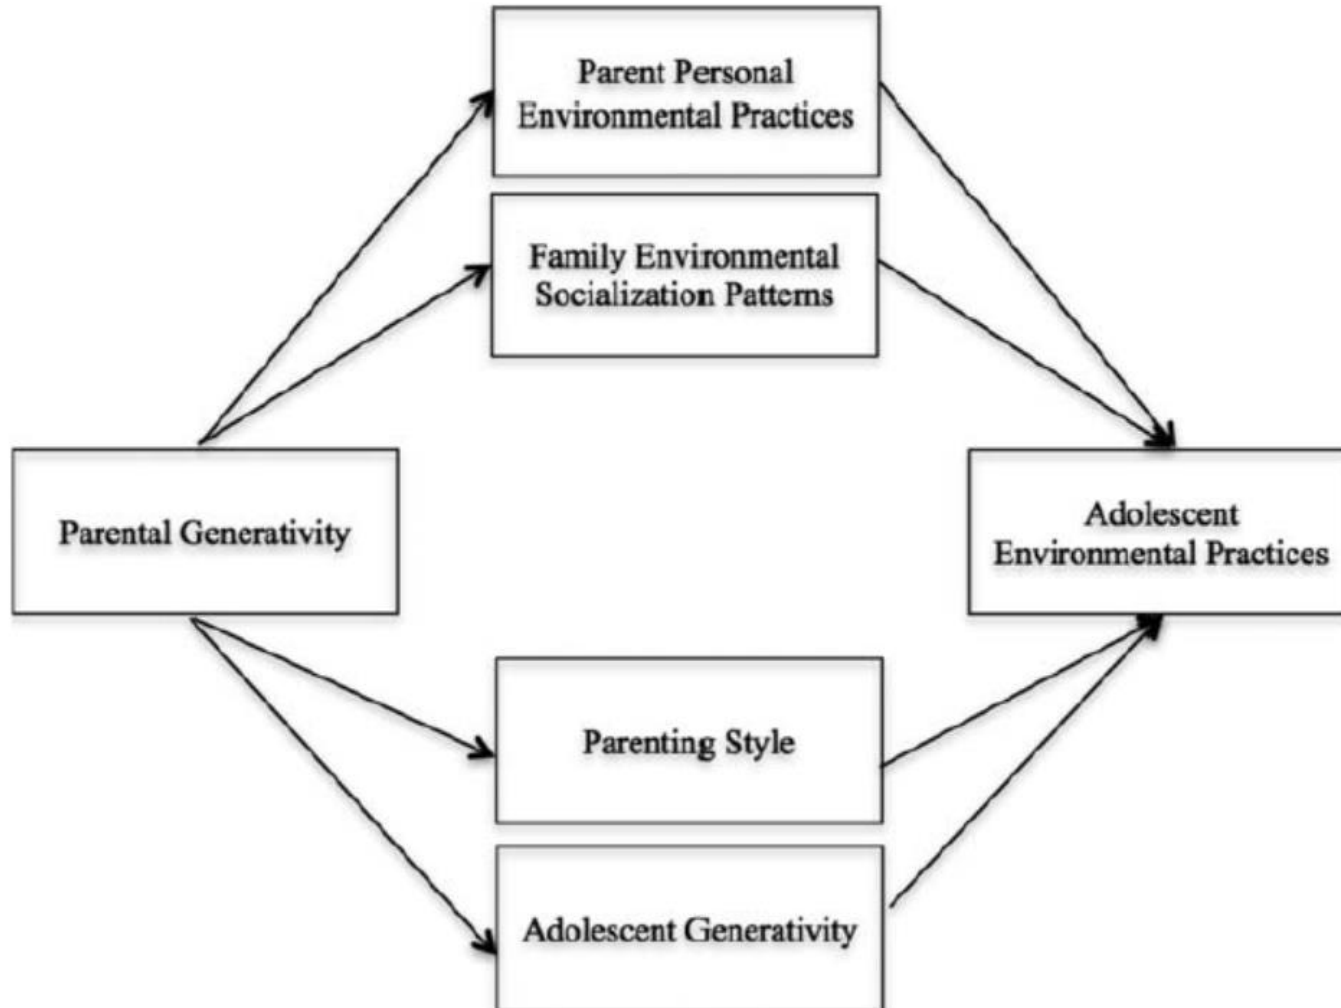 Parent Personal
Environmental Practices
Family Environmental
Socialization Patterns
Parental Generativity
Adolescent
Environmental Practices
Parenting Style
Adolescent Generativity